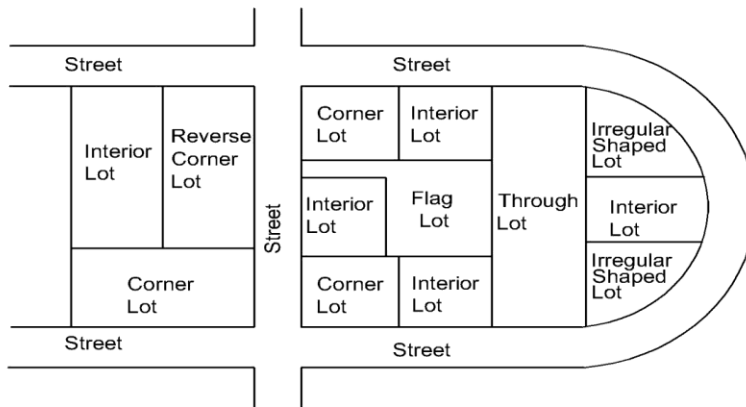 Street
Street
Interior
Lot
Reverse
Corner
Lot
Corner
Lot
Interior
Lot
Irregular
Shaped
Lot
Street
Interior
Lot
Flag
Lot
Through
Lot
Interior
Lot
Corner
Lot
Corner
Lot
Interior
Lot
Irregular
Shaped
Lot
Street
Street